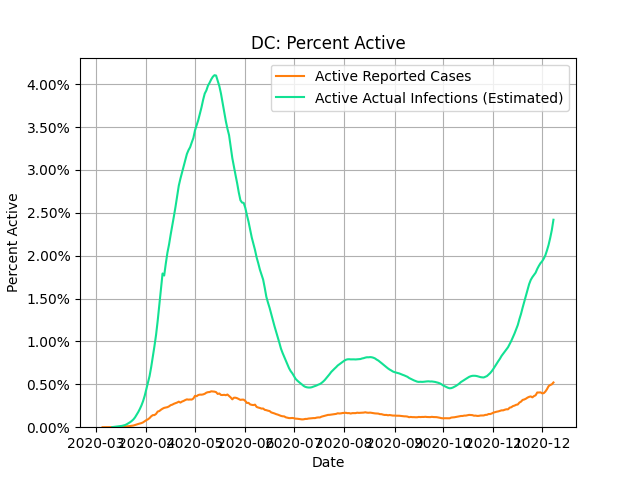 DC: Percent Active
Active Reported Cases
Active Actual Infections (Estimated)
4.00%
3.50%
3.00%
2.50%
2.00%
1.50%
1.00%
0.50%
0.00%
Percent Active
2020-03 2020-04 2020-05 2020-06 2020-07 2020-08 2020-09 2020-10 2020-11 2020-12
Date